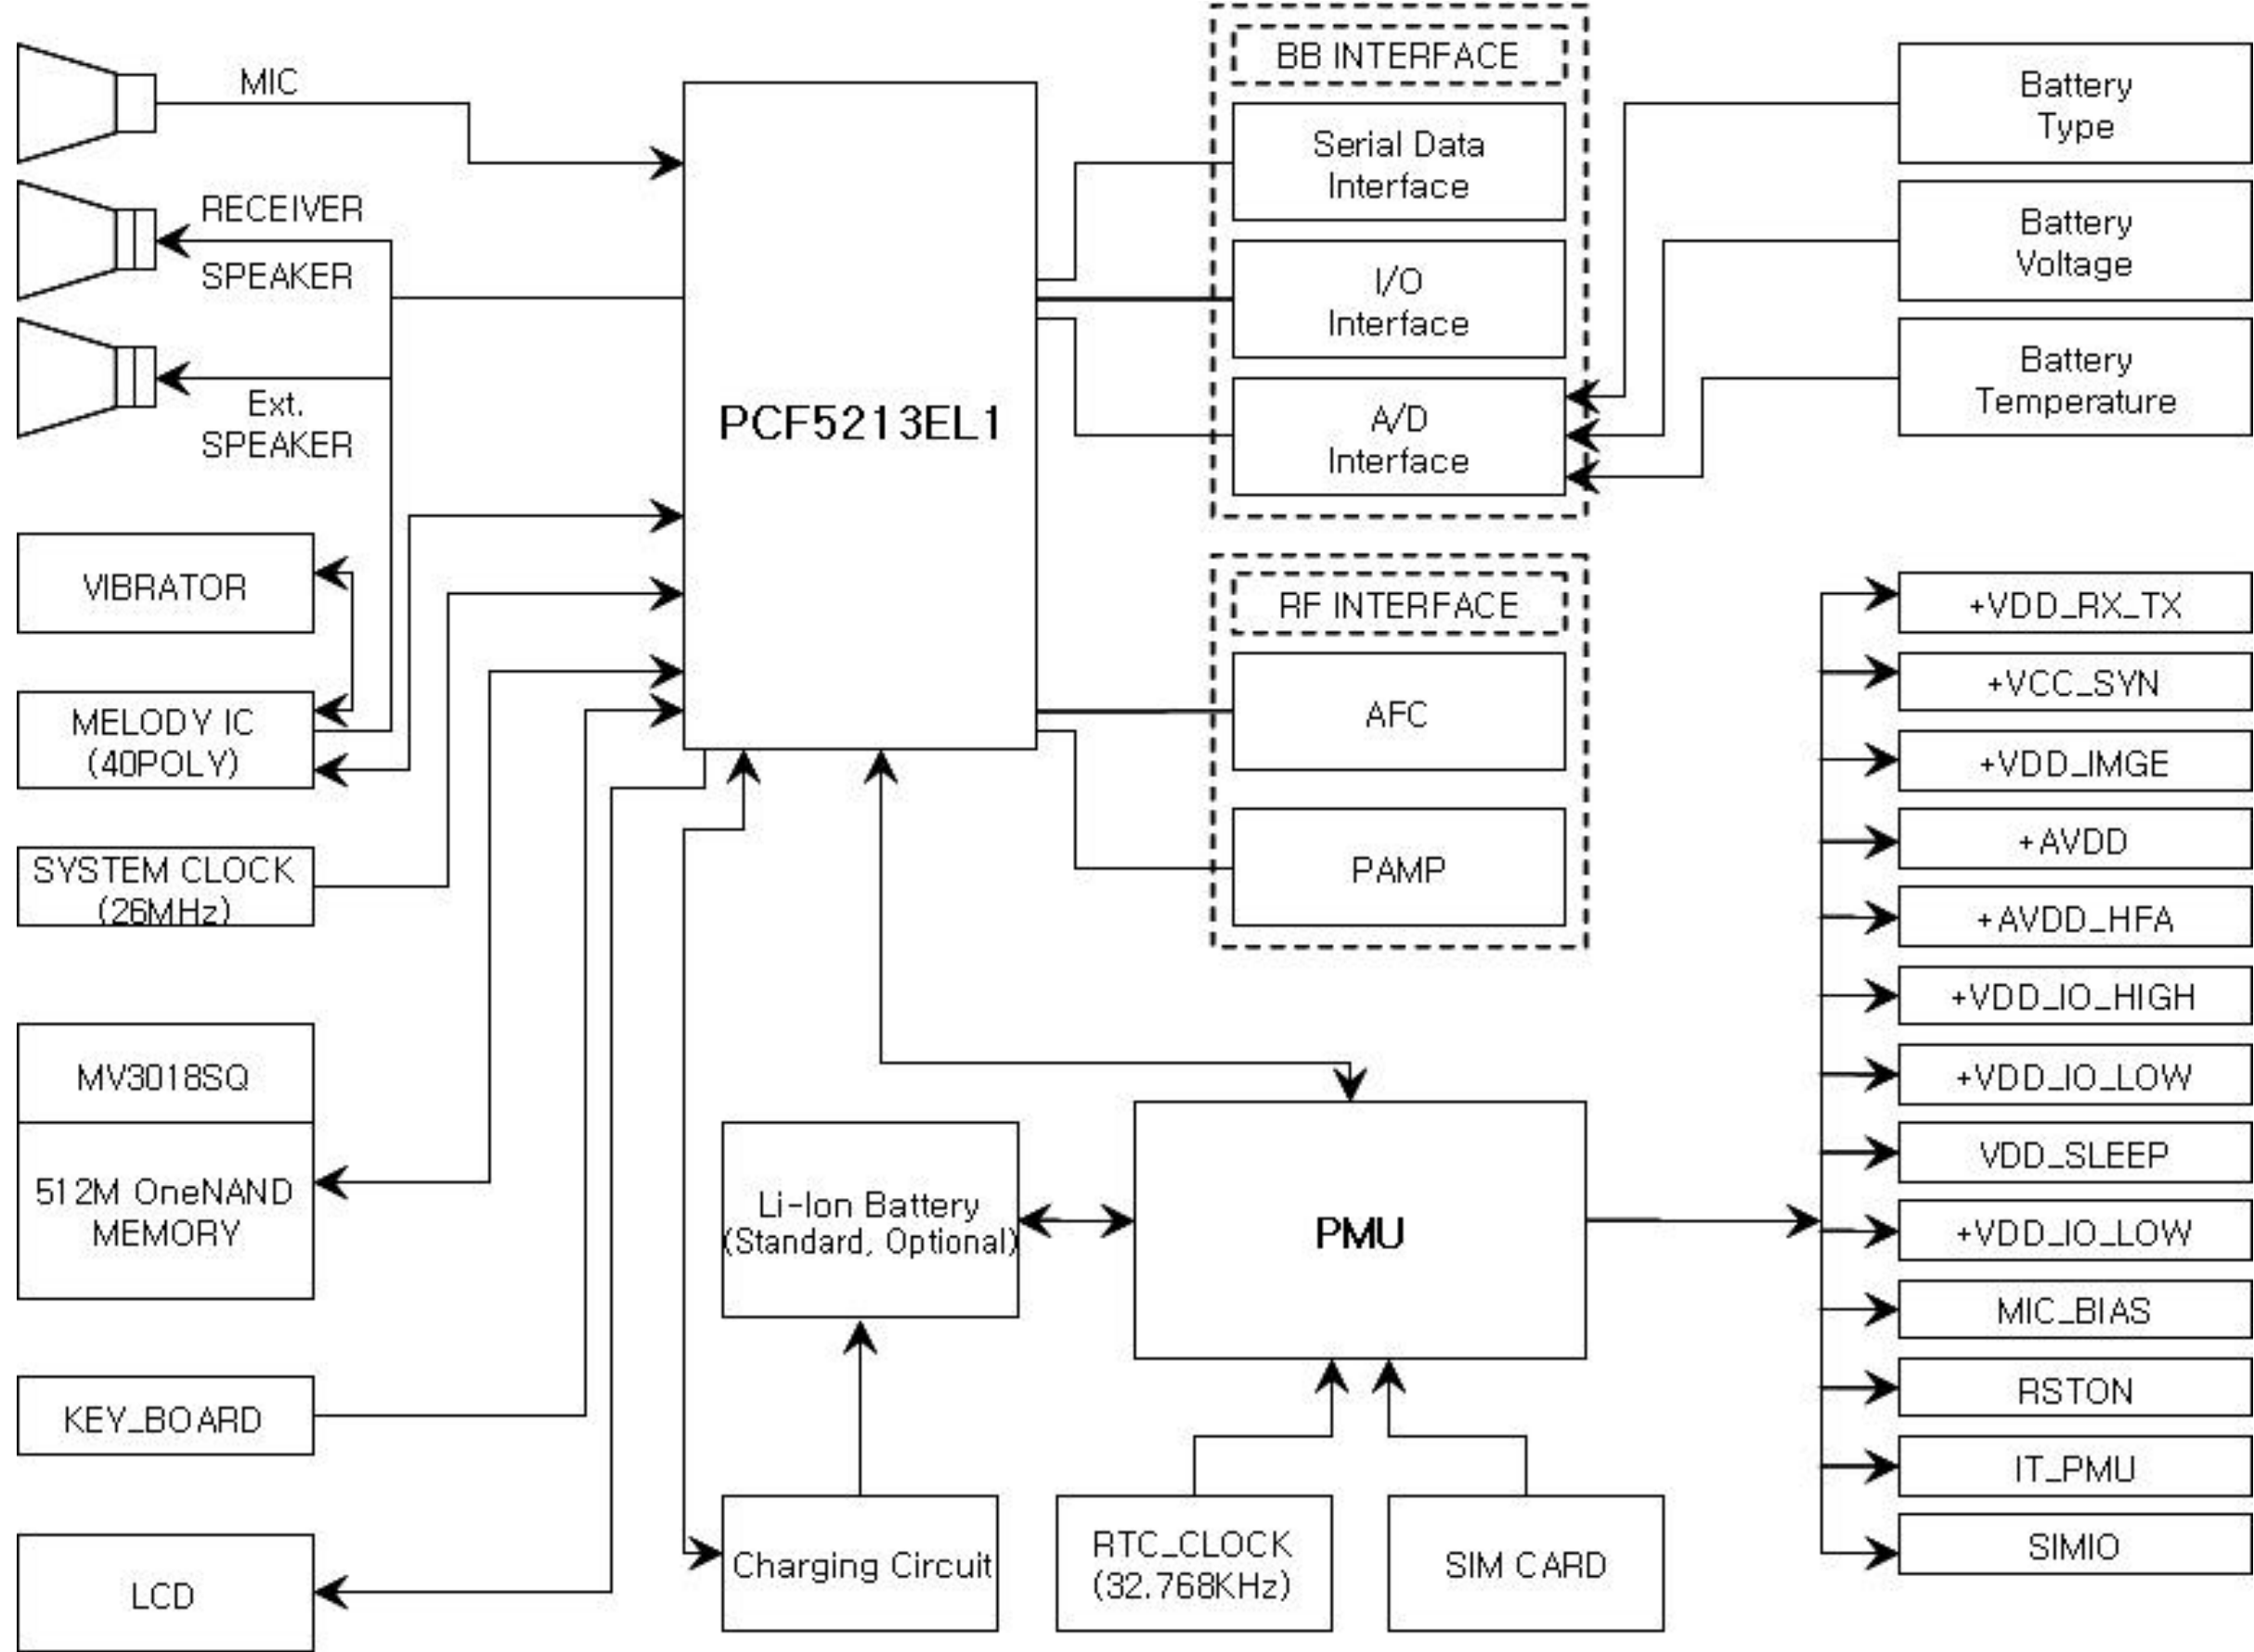 MIC
RECEIVER
SPEAKER
Ext.
SPEAKER
VIBRATOR
MELODY IC
(40POLY)
SYSTEM CLOCK
(26MHz)
MV3018SQ
512M OneNAND
MEMORY
KEY_BOARD
LCD
PCF5213EL1
BB INTERFACE
Serial Data
Interface
I/O
Interface
A/D
Interface
RF INTERFACE
AFC
PAMP
Battery
Type
Battery
Voltage
Battery
Temperature
Li-Ion Battery
(Standard, Optional)
PMU
Charging Circuit
RTC_CLOCK
(32.768KHz)
SIM CARD
+VDD_RX_TX
+VCC_SYN
+VDD_IMGE
+AVDD
+AVDD_HFA
+VDD_IO_HIGH
+VDD_IO_LOW
VDD_SLEEP
+VDD_IO_LOW
MIC_BIAS
RSTON
IT_PMU
SIMIO